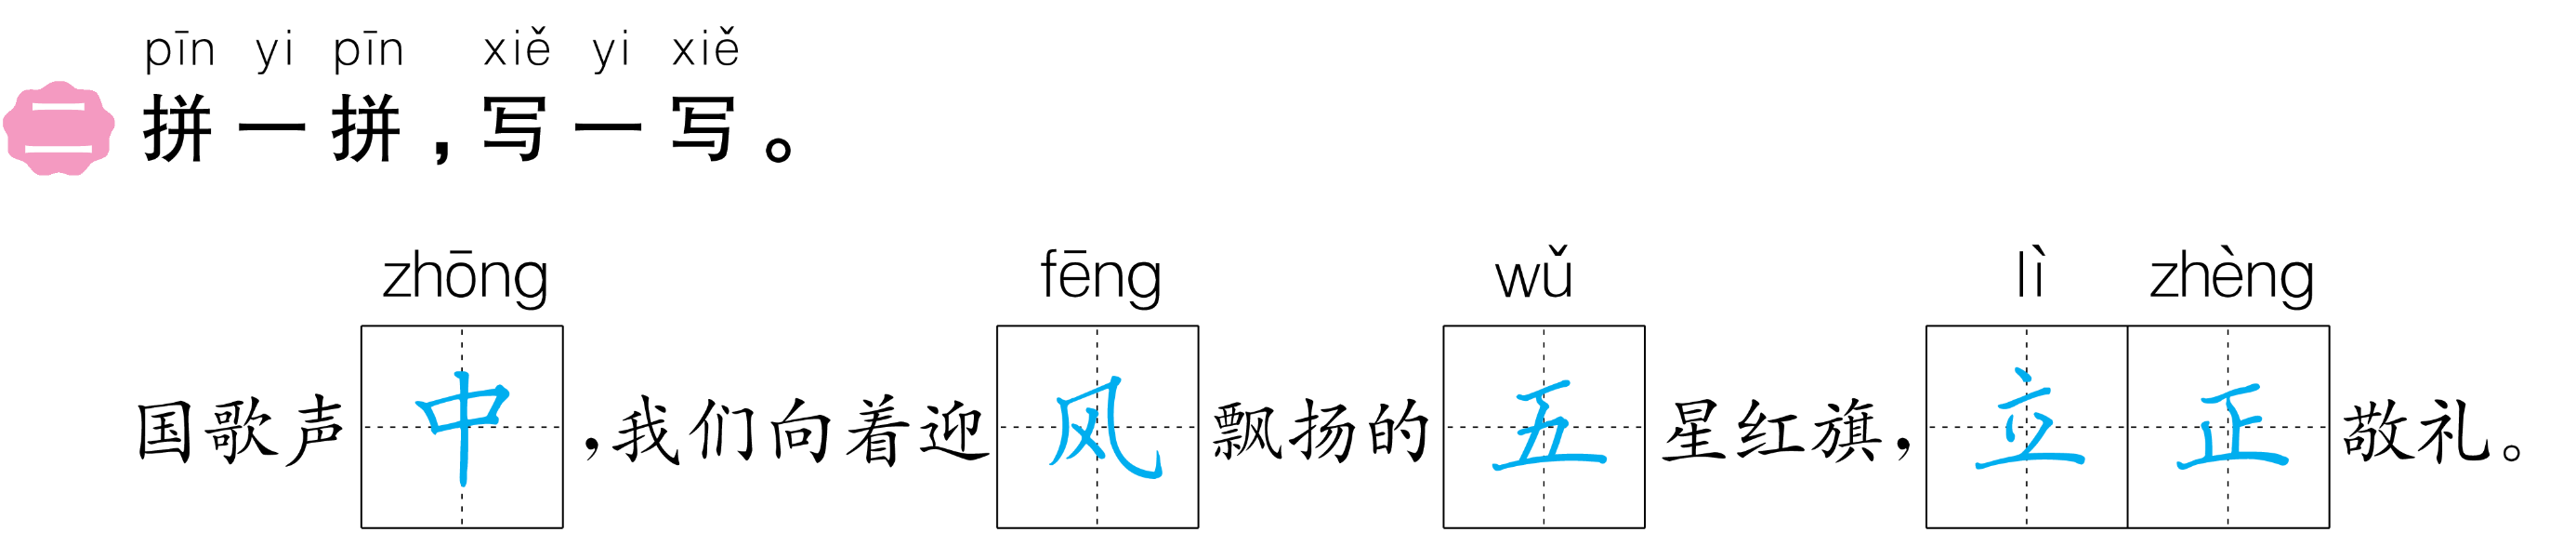 pīn yi pīn xiě yi xiě
二 拼一拼，写一写。
zhōng fēng wǔ lì zhèng
国歌声中，我们向着迎风飘扬的五星红旗，立正敬礼。